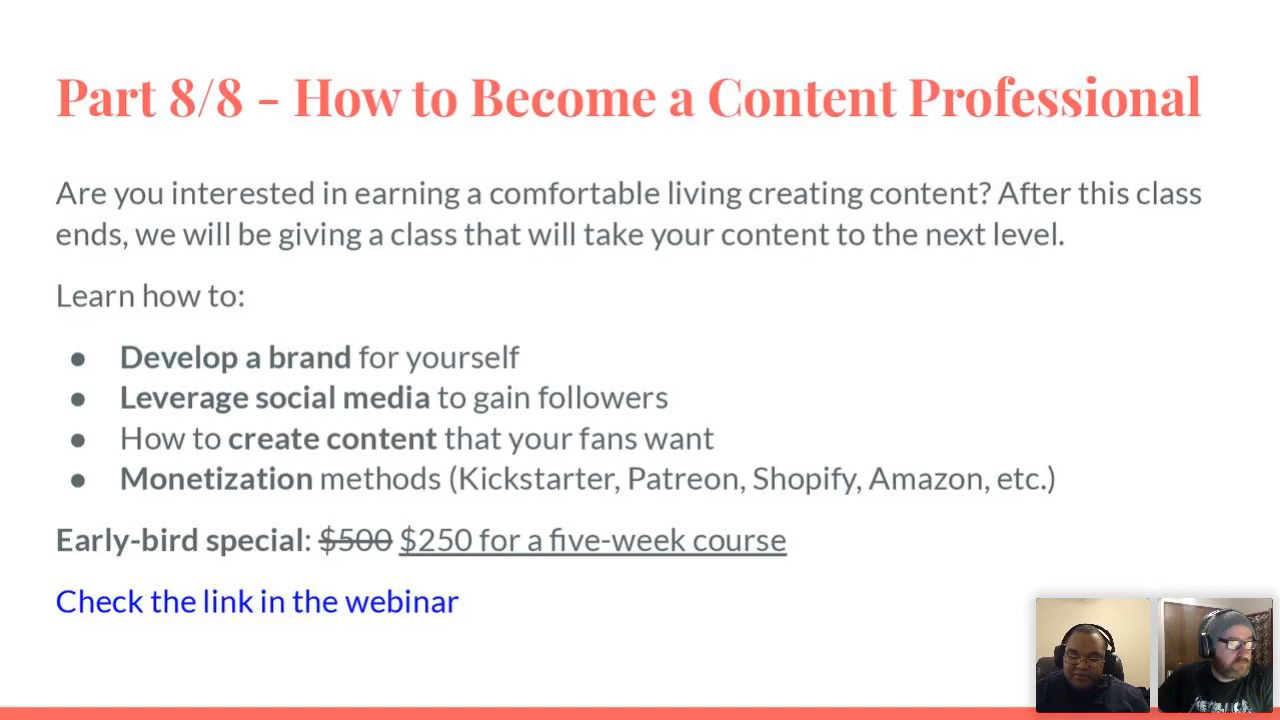 Part 8/8 - How to Become a Content Professional
Are you interested in earning a comfortable living creating content? After this class
ends, we will be giving a class that will take your content to the next level.
Learn how to:
● Develop a brand for yourself
● Leverage social media to gain followers
● How to create content that your fans want
● Monetization methods (Kickstarter, Patreon, Shopify, Amazon, etc.)
Early-bird special: $500 $250 for a five-week course
Check the link in the webinar